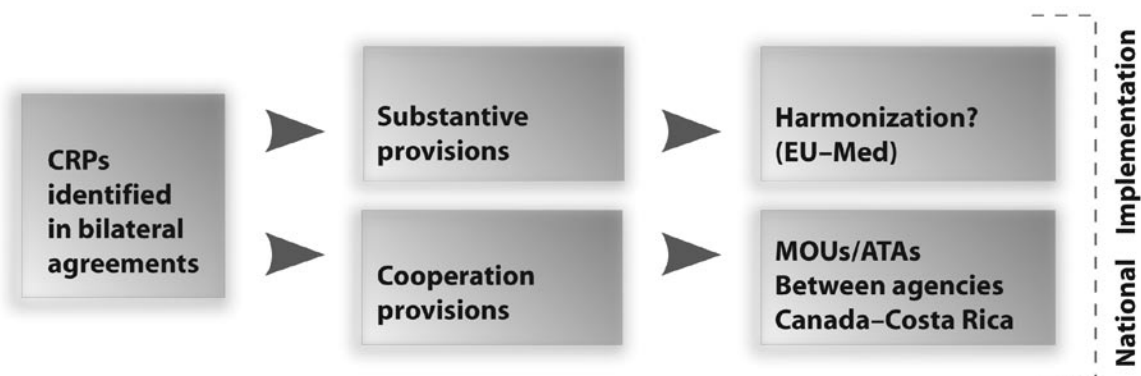 CRPs
identified
in bilateral
agreements
Substantive
provisions
Harmonization?
(EU–Med)
Cooperation
provisions
MOUs/ATAs
Between agencies
Canada–Costa Rica
National Implementation